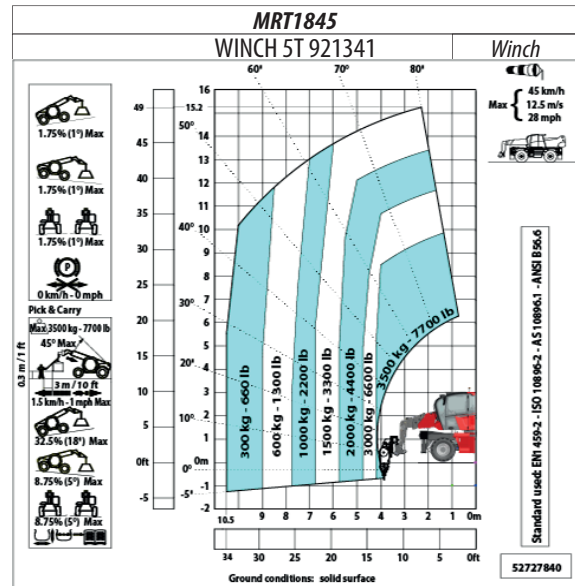 MRT1845
WINCH 5T 921341
Winch
1.75% (1°) Max
1.75% (1°) Max
1.75% (1°) Max
P
0 km/h - 0 mph
Pick & Carry
Max 3500 kg - 7700 lb
45° Max
0.3 m / 1 ft
3 m / 10 ft
1.5 km/h - 1 mph Max
32.5% (18°) Max
8.75% (5°) Max
8.75% (5°) Max
49
45
40
35
30
25
20
15
10
5
0ft
-5
16
15.2
14
13
12
11
10
9
8
7
6
5
4
3
2
1
0m
-1
-2
60°
70°
80°
50°
40°
30°
20°
10°
0°
-5°
300 kg - 660 lb
600 kg - 1300 lb
1000 kg - 2200 lb
1500 kg - 3300 lb
2000 kg - 4400 lb
3000 kg - 6600 lb
3500 kg - 7700 lb
10.5 9 8 7 6 5 4 3 2 1 0m
34 30 25 20 15 10 5 0ft
Ground conditions: solid surface
Max { 45 km/h
12.5 m/s
28 mph
Standard used: EN1459-2 - ISO 10896-2 - AS 10896.1 - ANSI B56.6
52727840